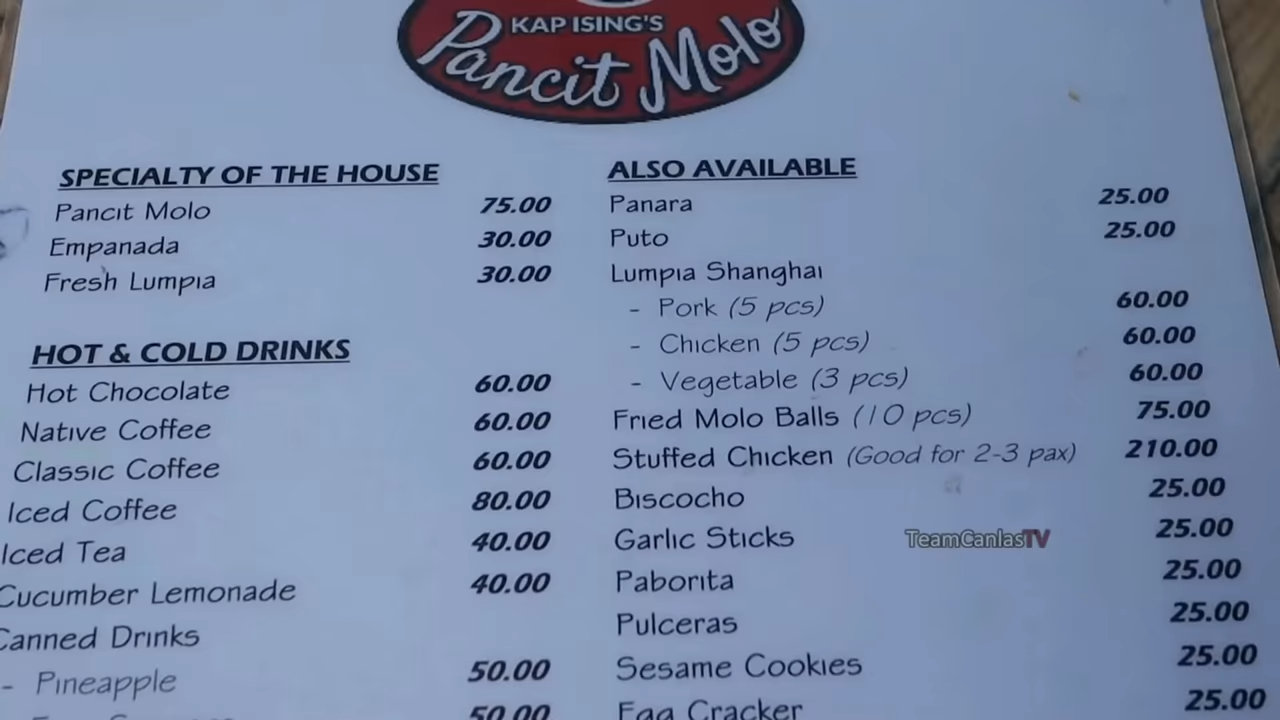 KAP ISING'S
Pancit Molo
SPECIALTY OF THE HOUSE
Pancit Molo 75.00
Empanada 30.00
Fresh Lumpia 30.00
HOT & COLD DRINKS
Hot Chocolate 60.00
Native Coffee 60.00
Classic Coffee 60.00
Iced Coffee 80.00
Iced Tea 40.00
Cucumber Lemonade 40.00
Canned Drinks
- Pineapple 50.00
50.00
ALSO AVAILABLE
Panara 25.00
Puto 25.00
Lumpia Shanghai
- Pork (5 pcs) 60.00
- Chicken (5 pcs) 60.00
- Vegetable (3 pcs) 60.00
Fried Molo Balls (10 pcs) 75.00
Stuffed Chicken (Good for 2-3 pax) 210.00
Biscocho 25.00
Garlic Sticks 25.00
Paborita 25.00
Pulceras 25.00
Sesame Cookies 25.00
Egg Cracker 25.00
TeamCanlasTV